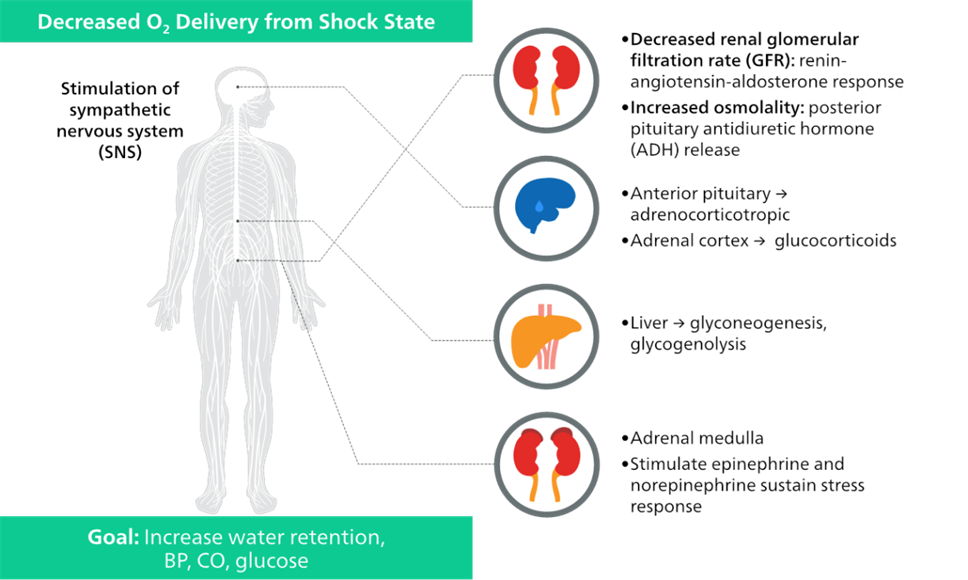 Decreased O₂ Delivery from Shock State
Stimulation of
sympathetic
nervous system
(SNS)
•Decreased renal glomerular
filtration rate (GFR): renin-
angiotensin-aldosterone response
•Increased osmolality: posterior
pituitary antidiuretic hormone
(ADH) release
•Anterior pituitary →
adrenocorticotropic
•Adrenal cortex → glucocorticoids
•Liver → glyconeogenesis,
glycogenolysis
•Adrenal medulla
•Stimulate epinephrine and
norepinephrine sustain stress
response
Goal: Increase water retention,
BP, CO, glucose